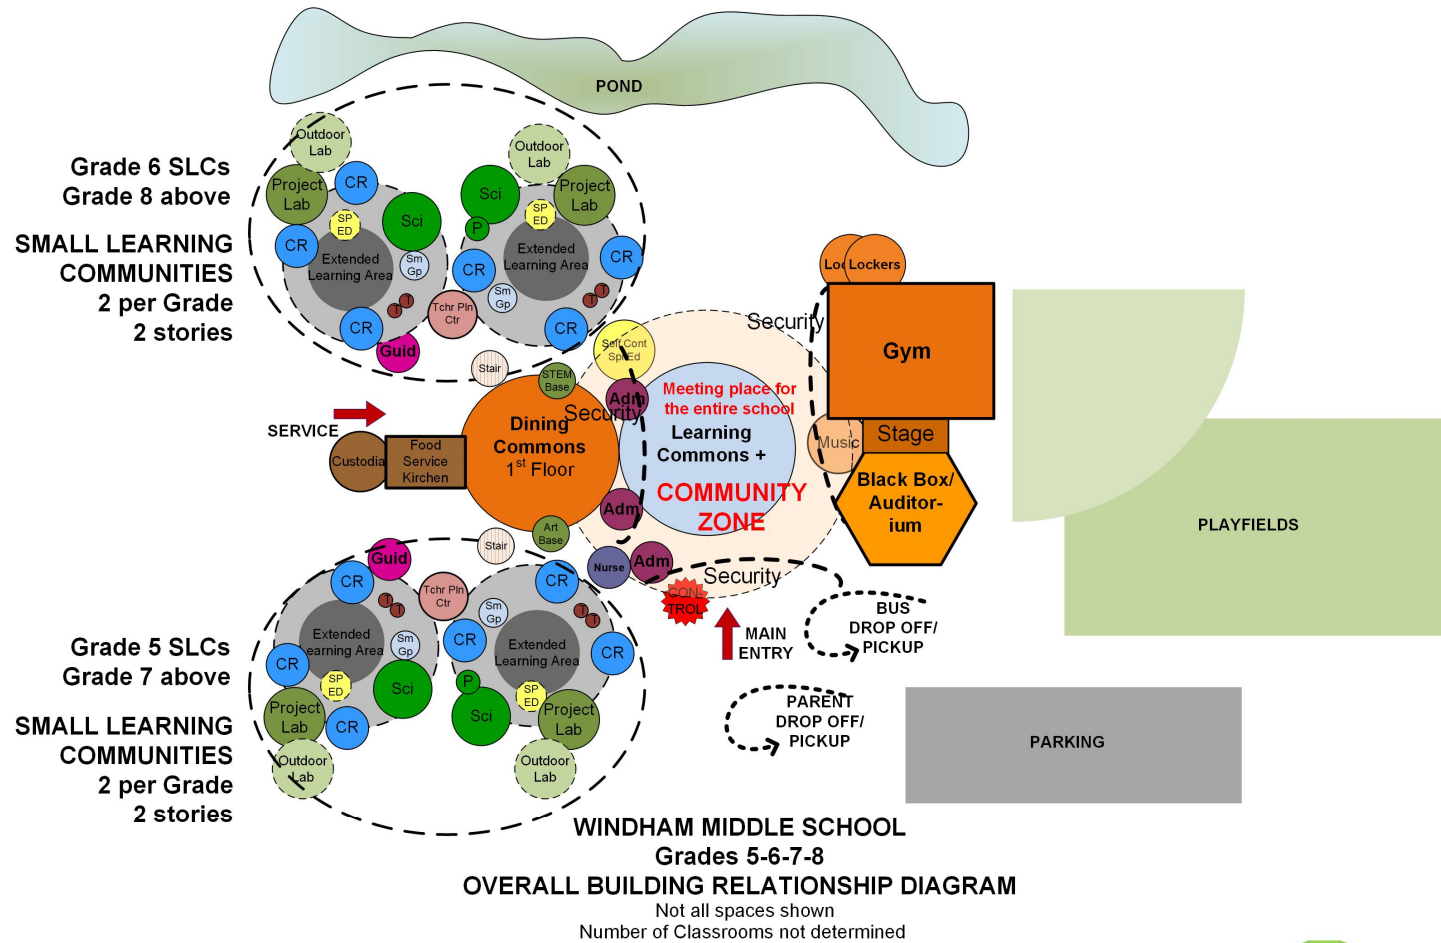 POND
Outdoor
Lab
Outdoor
Lab
Grade 6 SLCs
Grade 8 above
SMALL LEARNING
COMMUNITIES
2 per Grade
2 stories
Project
Lab
CR
SP
ED
Sci
CR
Extended
Learning Area
Sm
Gp
T
T
CR
Guid
Tchr Pln
Ctr
Sci
P
SP
ED
Project
Lab
Extended
Learning Area
CR
CR
Sm
Gp
T
T
CR
Stair
STEM
Base
Self Cont
Sp Ed
Security
Lockers
Gym
Adm
Security
Meeting place for
the entire school
Learning
Commons +
COMMUNITY
ZONE
Music
Stage
Black Box/
Auditor-
ium
SERVICE
Custodia
Food
Service
Kirchen
Dining
Commons
1st Floor
Adm
PLAYFIELDS
Art
Base
Stair
Nurse
Adm
Security
CON-
TROL
MAIN
ENTRY
BUS
DROP OFF/
PICKUP
PARENT
DROP OFF/
PICKUP
PARKING
Guid
CR
T
T
Tchr Pln
Ctr
Extended
Learning Area
Sm
Gp
CR
SP
ED
Sci
Project
Lab
CR
Outdoor
Lab
CR
Sm
Gp
T
T
CR
Extended
Learning Area
CR
P
SP
ED
Sci
Project
Lab
Outdoor
Lab
Grade 5 SLCs
Grade 7 above
SMALL LEARNING
COMMUNITIES
2 per Grade
2 stories
WINDHAM MIDDLE SCHOOL
Grades 5-6-7-8
OVERALL BUILDING RELATIONSHIP DIAGRAM
Not all spaces shown
Number of Classrooms not determined